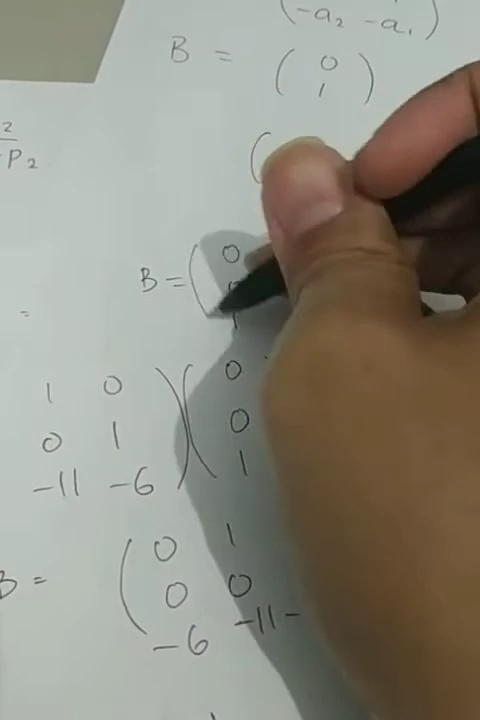 -a₂ -a₁)
B = (0
1)
2
P₂
(
B = (0
1
=
1 0 ) ( 0
0 1 0
-11 -6 1
B = ( 0 1
0 0
-6 -11 -